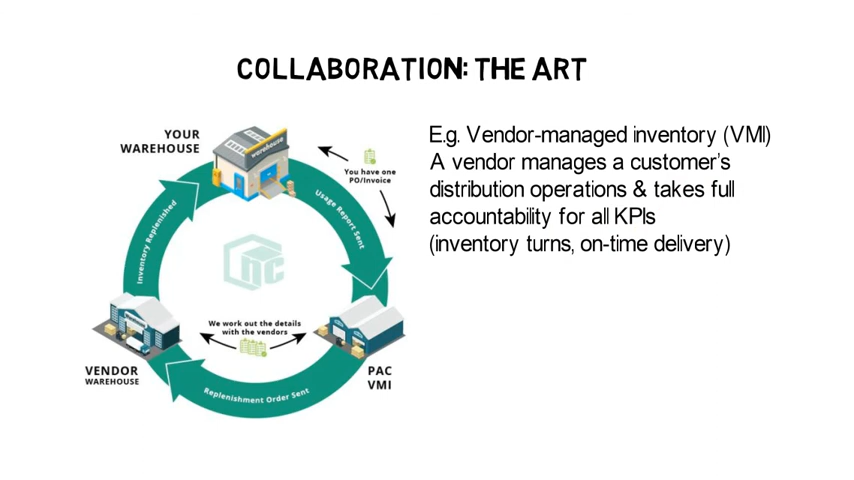 COLLABORATION: THE ART
E.g. Vendor-managed inventory (VMI)
A vendor manages a customer's
distribution operations & takes full
accountability for all KPIs
(inventory turns, on-time delivery)
YOUR
WAREHOUSE
warehouse
You have one
PO/Invoice
Usage Report Sent
Inventory Replenished
nc
We work out the details
with the vendors
VENDOR
WAREHOUSE
PAC
VMI
Replenishment Order Sent